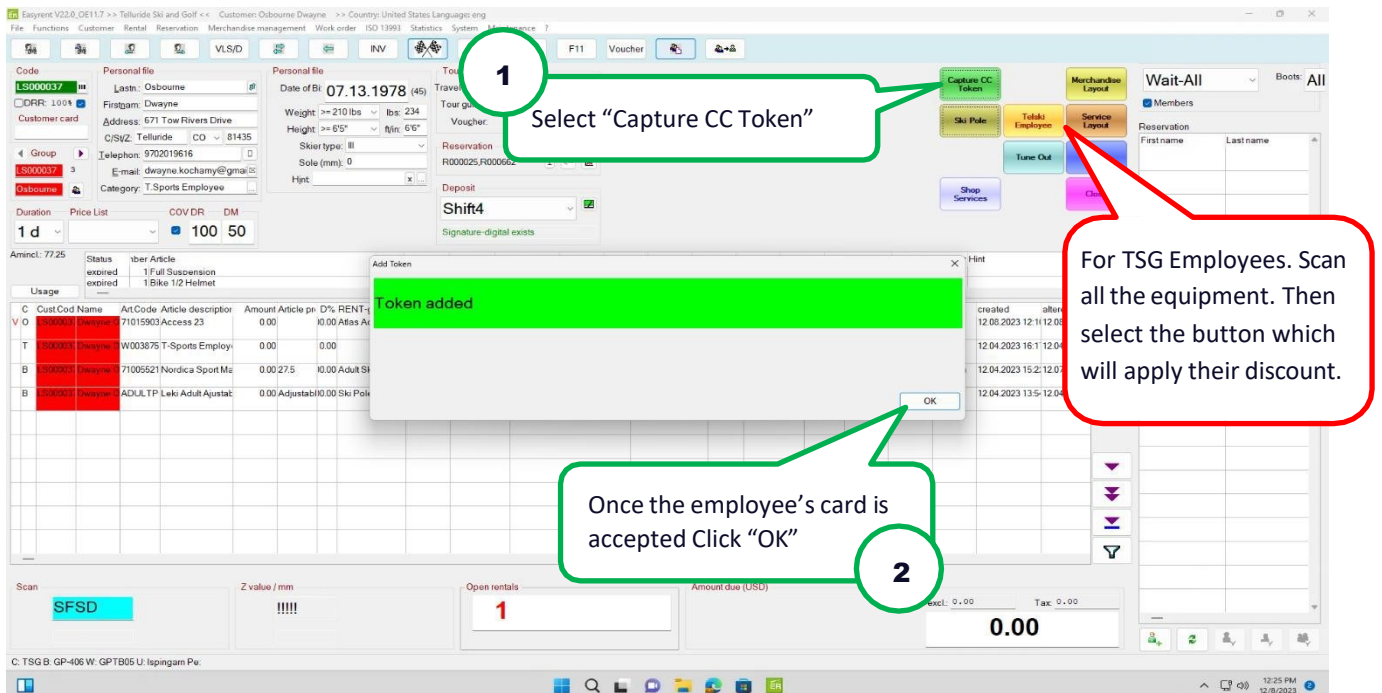 Easyrent V22.0_OE11.7 >> Telluride Ski and Golf << Customer: Osbourne Dwayne >> Country: United States Language: eng
File Functions Customer Rental Reservation Merchandise management Work order ISO 13993 Statistics System ?
VLS/D INV F11 Voucher
1
Select “Capture CC Token”
Capture CC Token
Merchandise Layout
Ski Pole
Telski Employee
Service Layout
Tune Out
Shop Services
Wait-All Boots: All
Members
Reservation
Firstname Lastname
Code
LS000037
DRR: 100%
Customer card
Group
LS000037 3
Osbourne
Personal file
Lastn.: Osbourne
Firstnam: Dwayne
Address: 671 Tow Rivers Drive
C/St/Z: Telluride CO 81435
Telephon: 9702019616
E-mail: dwayne.kochamy@gmai
Category: T.Sports Employee
Personal file
Date of Bi: 07.13.1978 (45)
Weight >= 210 lbs lbs: 234
Height >= 6'5" ft/in: 6'6"
Skier type: III
Sole (mm): 0
Hint x ...
Voucher:
Reservation
R000025,R000662
Deposit
Shift4
Signature-digital exists
Duration Price List COV DR DM
1 d 100 50
Amincl.: 77.25
Status Article
expired 1 Full Suspension
expired 1 Bike 1/2 Helmet
Hint
Usage
Add Token
Token added
OK
For TSG Employees. Scan
all the equipment. Then
select the button which
will apply their discount.
C Cust.Cod Name Art.Code Article description Amount Article pr D% created
V O 71015903 Access 23 0.00 12.08.2023
T W003875 T-Sports Employ 0.00 0.00 12.04.2023
B 71005521 Nordica Sport Ma 0.00 27.5 12.04.2023
B ADULTP Leki Adult Ajustab 0.00 12.04.2023
Once the employee’s card is
accepted Click “OK”
2
Scan
SFSD
Z value / mm
!!!!!
Open rentals
1
Amount due (USD)
excl.: 0.00 Tax: 0.00
0.00
C: TSG B: GP-406 W: GPTB05 U: lspingarn Pe:
12:25 PM
12/8/2023